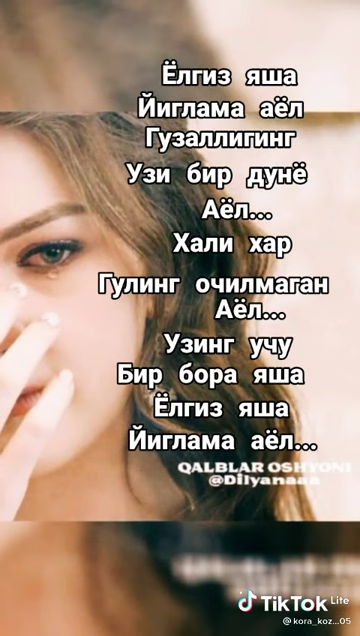 Ёлгиз яша
Йиглама аёл
Гузаллигинг
Узи бир дунё
Аёл...
Хали хар
Гулинг очилмаган
Аёл...
Узинг учу
Бир бора яша
Ёлгиз яша
Йиглама аёл...
QALBLAR OSHYONI
@Dilyanaaa
TikTok Lite
@kora_koz...05